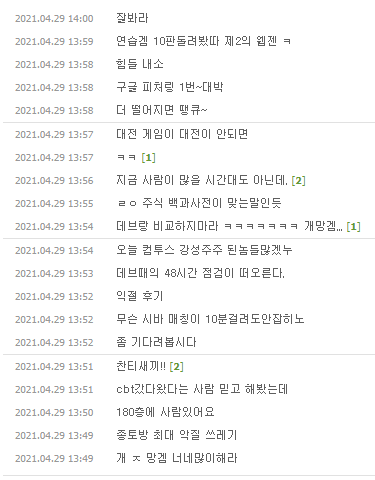 2021.04.29 14:00 잘봐라
2021.04.29 13:59 연습겜 10판돌려봤따 제2의 웹젠 ㅋ
2021.04.29 13:58 힘들 내소
2021.04.29 13:58 구글 피처링 1번~대박
2021.04.29 13:58 더 떨어지면 땡큐~
2021.04.29 13:57 대전 게임이 대전이 안되면
2021.04.29 13:57 ㅋㅋ [1]
2021.04.29 13:56 지금 사람이 많을 시간대도 아닌데. [2]
2021.04.29 13:55 ㄹㅇ 주식 백과사전이 맞는말인듯
2021.04.29 13:54 데브랑 비교하지마라 ㅋㅋㅋㅋㅋㅋㅋ 개망겜... [1]
2021.04.29 13:54 오늘 컴투스 강성주주 된놈들많겠누
2021.04.29 13:53 데브때의 48시간 점검이 떠오른다.
2021.04.29 13:52 익절 후기
2021.04.29 13:52 무슨 시바 매칭이 10분걸려도안잡히노
2021.04.29 13:52 좀 기다려봅시다
2021.04.29 13:51 찬티새끼!! [2]
2021.04.29 13:51 cbt갔다왔다는 사람 믿고 해봤는데
2021.04.29 13:50 180층에 사람있어요
2021.04.29 13:49 종토방 최대 악질 쓰레기
2021.04.29 13:49 개 ㅈ 망겜 너네많이해라